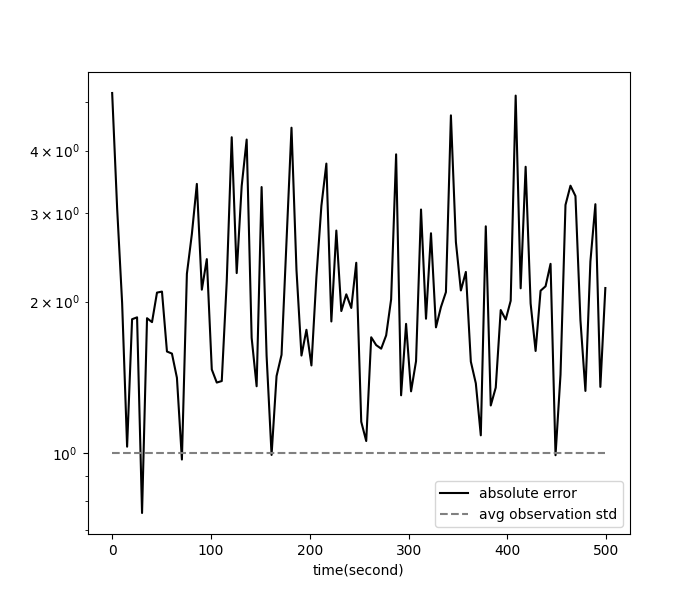 4 × 10⁰
3 × 10⁰
2 × 10⁰
10⁰
0 100 200 300 400 500
time(second)
absolute error
avg observation std